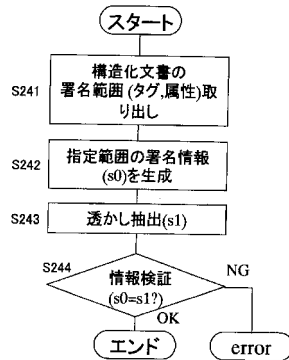 スタート
S241
構造化文書の
署名範囲(タグ,属性)取
り出し
S242
指定範囲の署名情報
(s0)を生成
S243
透かし抽出(s1)
S244
情報検証
(s0=s1?)
NG
OK
エンド
error